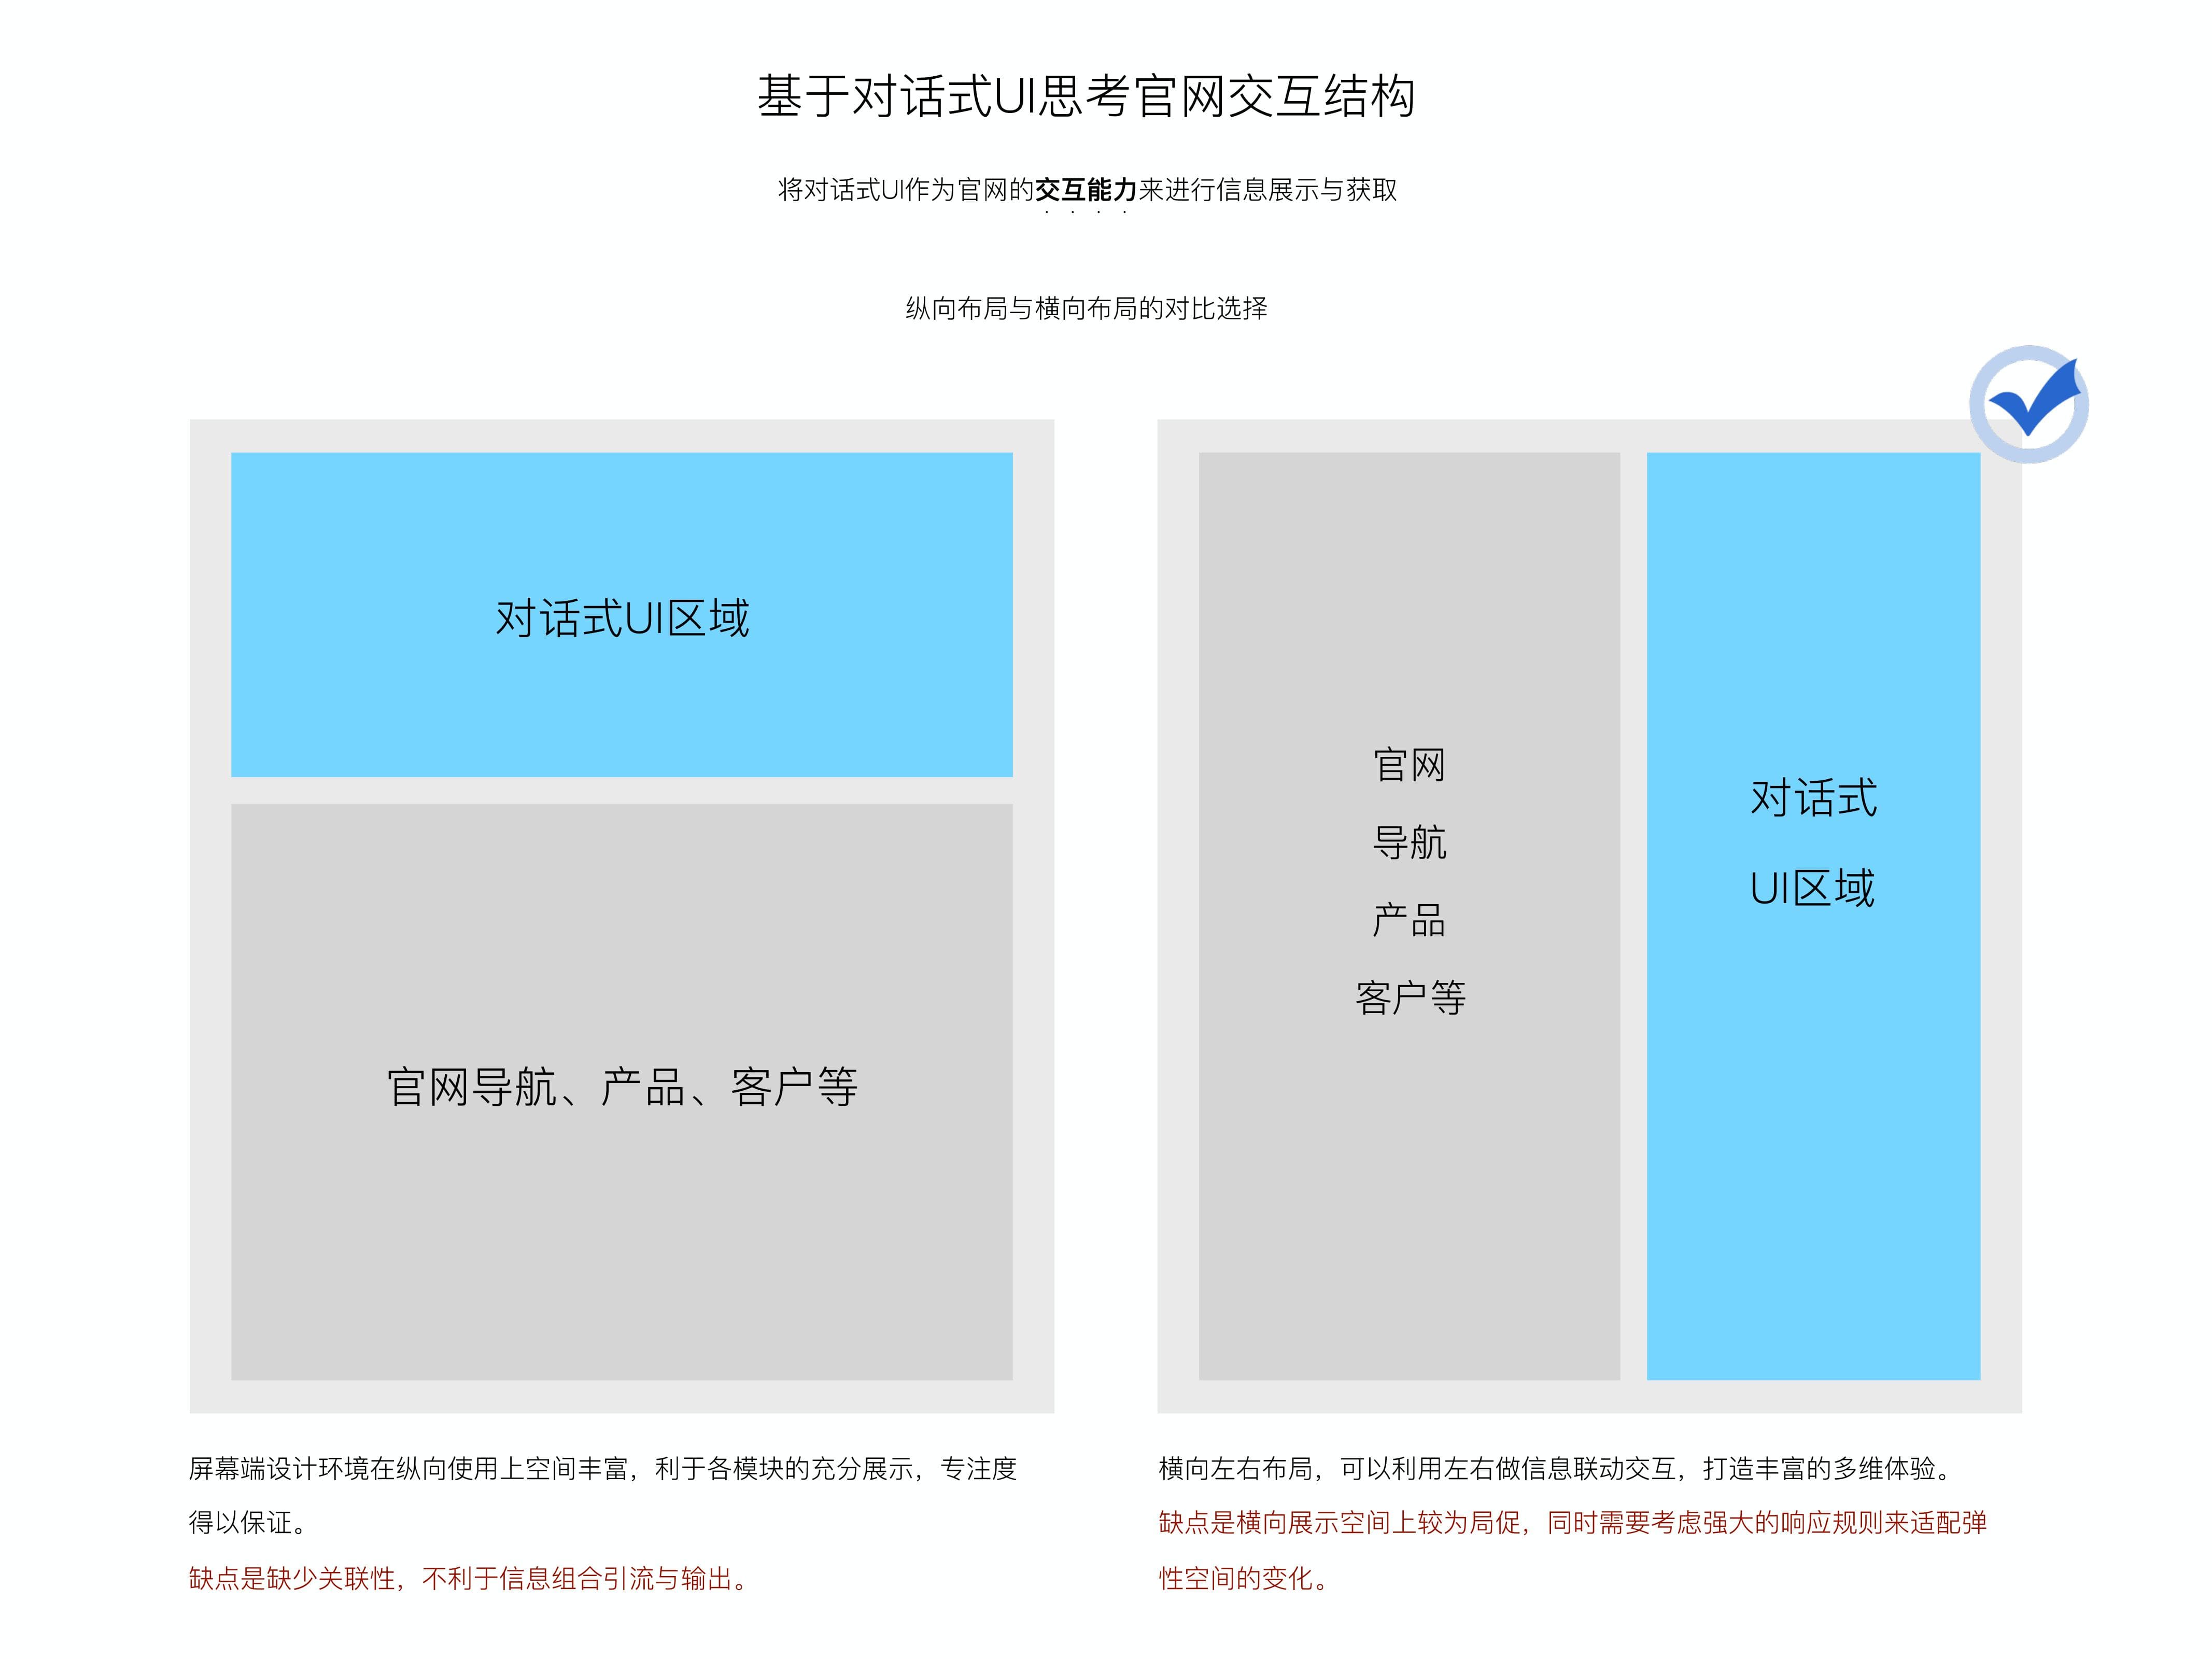 基于对话式UI思考官网交互结构
将对话式UI作为官网的交互能力来进行信息展示与获取
纵向布局与横向布局的对比选择
对话式UI区域
官网导航、产品、客户等
屏幕端设计环境在纵向使用上空间丰富，利于各模块的充分展示，专注度
得以保证。
缺点是缺少关联性，不利于信息组合引流与输出。
官网
导航
产品
客户等
对话式
UI区域
横向左右布局，可以利用左右做信息联动交互，打造丰富的多维体验。
缺点是横向展示空间上较为局促，同时需要考虑强大的响应规则来适配弹
性空间的变化。